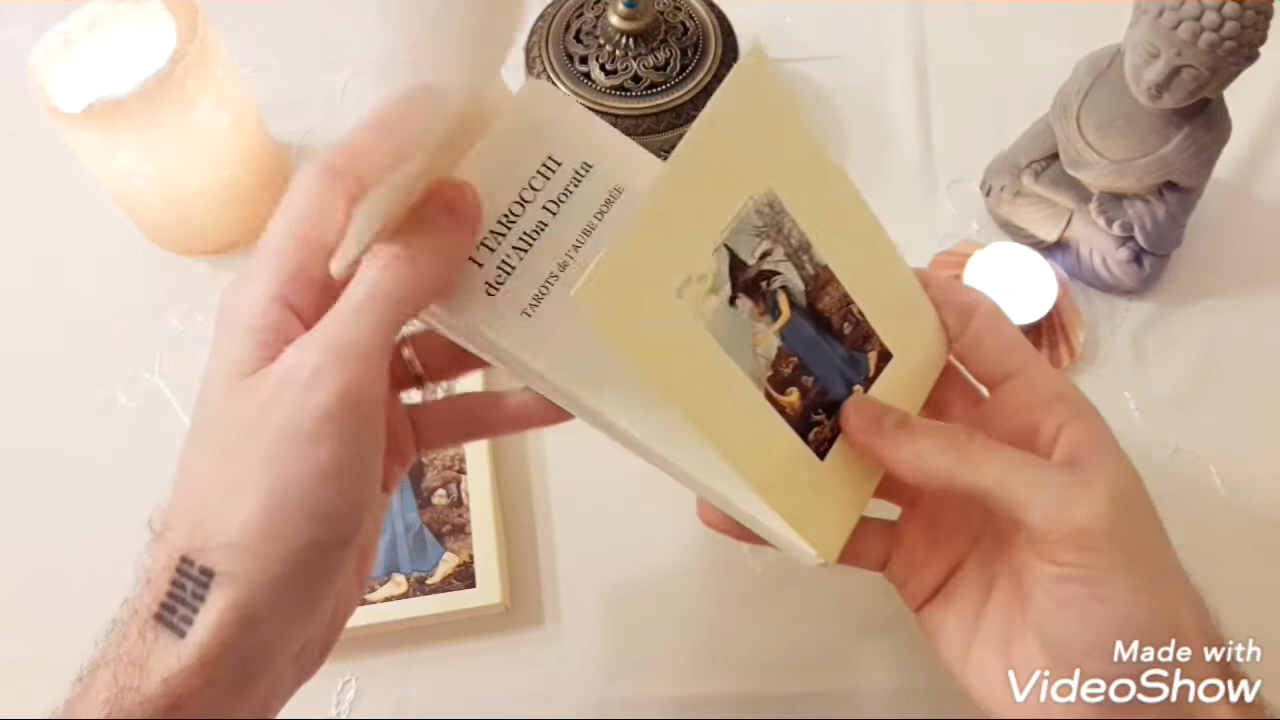 I TAROCCHI
dell'Alba Dorata
TAROTS de l'AUBE DORÉE
Made with
VideoShow